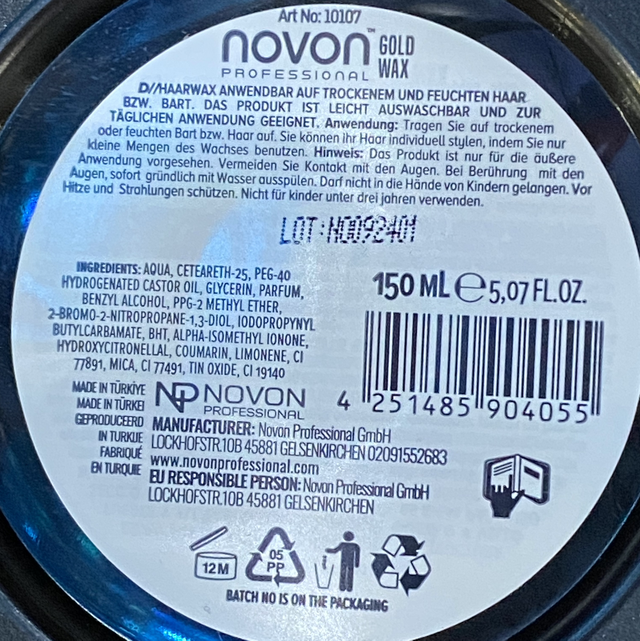 Art No: 10107
novon™ GOLD
PROFESSIONAL WAX
D//HAARWAX ANWENDBAR AUF TROCKENEM UND FEUCHTEN HAAR
BZW. BART. DAS PRODUKT IST LEICHT AUSWASCHBAR UND ZUR
TÄGLICHEN ANWENDUNG GEEIGNET. Anwendung: Tragen Sie auf trockenem
oder feuchten Bart bzw. Haar auf. Sie können ihr Haar individuell stylen, indem Sie nur
kleine Mengen des Wachses benutzen. Hinweis: Das Produkt ist nur für die äußere
Anwendung vorgesehen. Vermeiden Sie Kontakt mit den Augen. Bei Berührung mit den
Augen, sofort gründlich mit Wasser ausspülen. Darf nicht in die Hände von Kindern gelangen. Vor
Hitze und Strahlungen schützen. Nicht für kinder unter drei jahren verwenden.
LOT:N0092401
INGREDIENTS: AQUA, CETEARETH-25, PEG-40
HYDROGENATED CASTOR OIL, GLYCERIN, PARFUM,
BENZYL ALCOHOL, PPG-2 METHYL ETHER,
2-BROMO-2-NITROPROPANE-1,3-DIOL, IODOPROPYNYL
BUTYLCARBAMATE, BHT, ALPHA-ISOMETHYL IONONE,
HYDROXYCITRONELLAL, COUMARIN, LIMONENE, CI
77891, MICA, CI 77491, TIN OXIDE, CI 19140
150 ML ℮ 5,07 FL.OZ.
4 251485 904055
MADE IN TÜRKİYE
MADE IN TÜRKEI
GEPRODUCEERD
IN TURKIJE
FABRIQUÉ
EN TURQUIE
NP NOVON
PROFESSIONAL
MANUFACTURER: Novon Professional GmbH
LOCKHOFSTR.10B 45881 GELSENKIRCHEN 02091552683
www.novonprofessional.com
EU RESPONSIBLE PERSON: Novon Professional GmbH
LOCKHOFSTR.10B 45881 GELSENKIRCHEN
12M
05
PP
BATCH NO IS ON THE PACKAGING